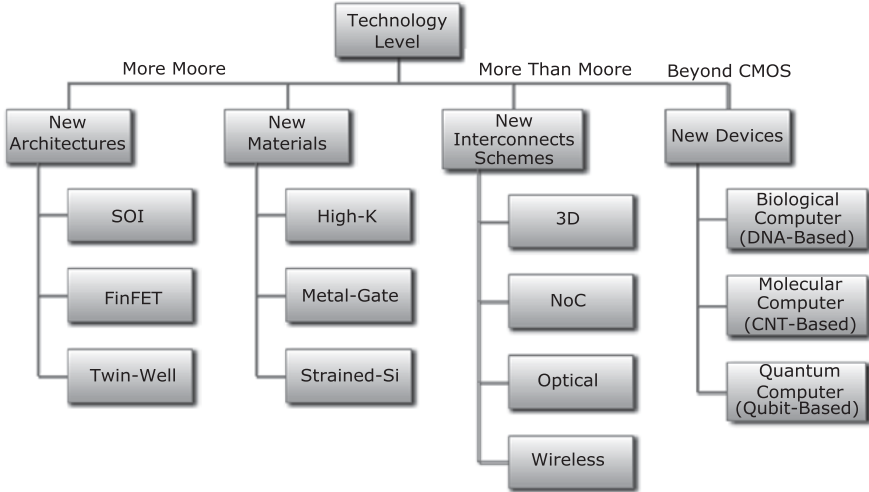 Technology
Level
More Moore
More Than Moore
Beyond CMOS
New
Architectures
SOI
FinFET
Twin-Well
New
Materials
High-K
Metal-Gate
Strained-Si
New
Interconnects
Schemes
3D
NoC
Optical
Wireless
New Devices
Biological
Computer
(DNA-Based)
Molecular
Computer
(CNT-Based)
Quantum
Computer
(Qubit-Based)